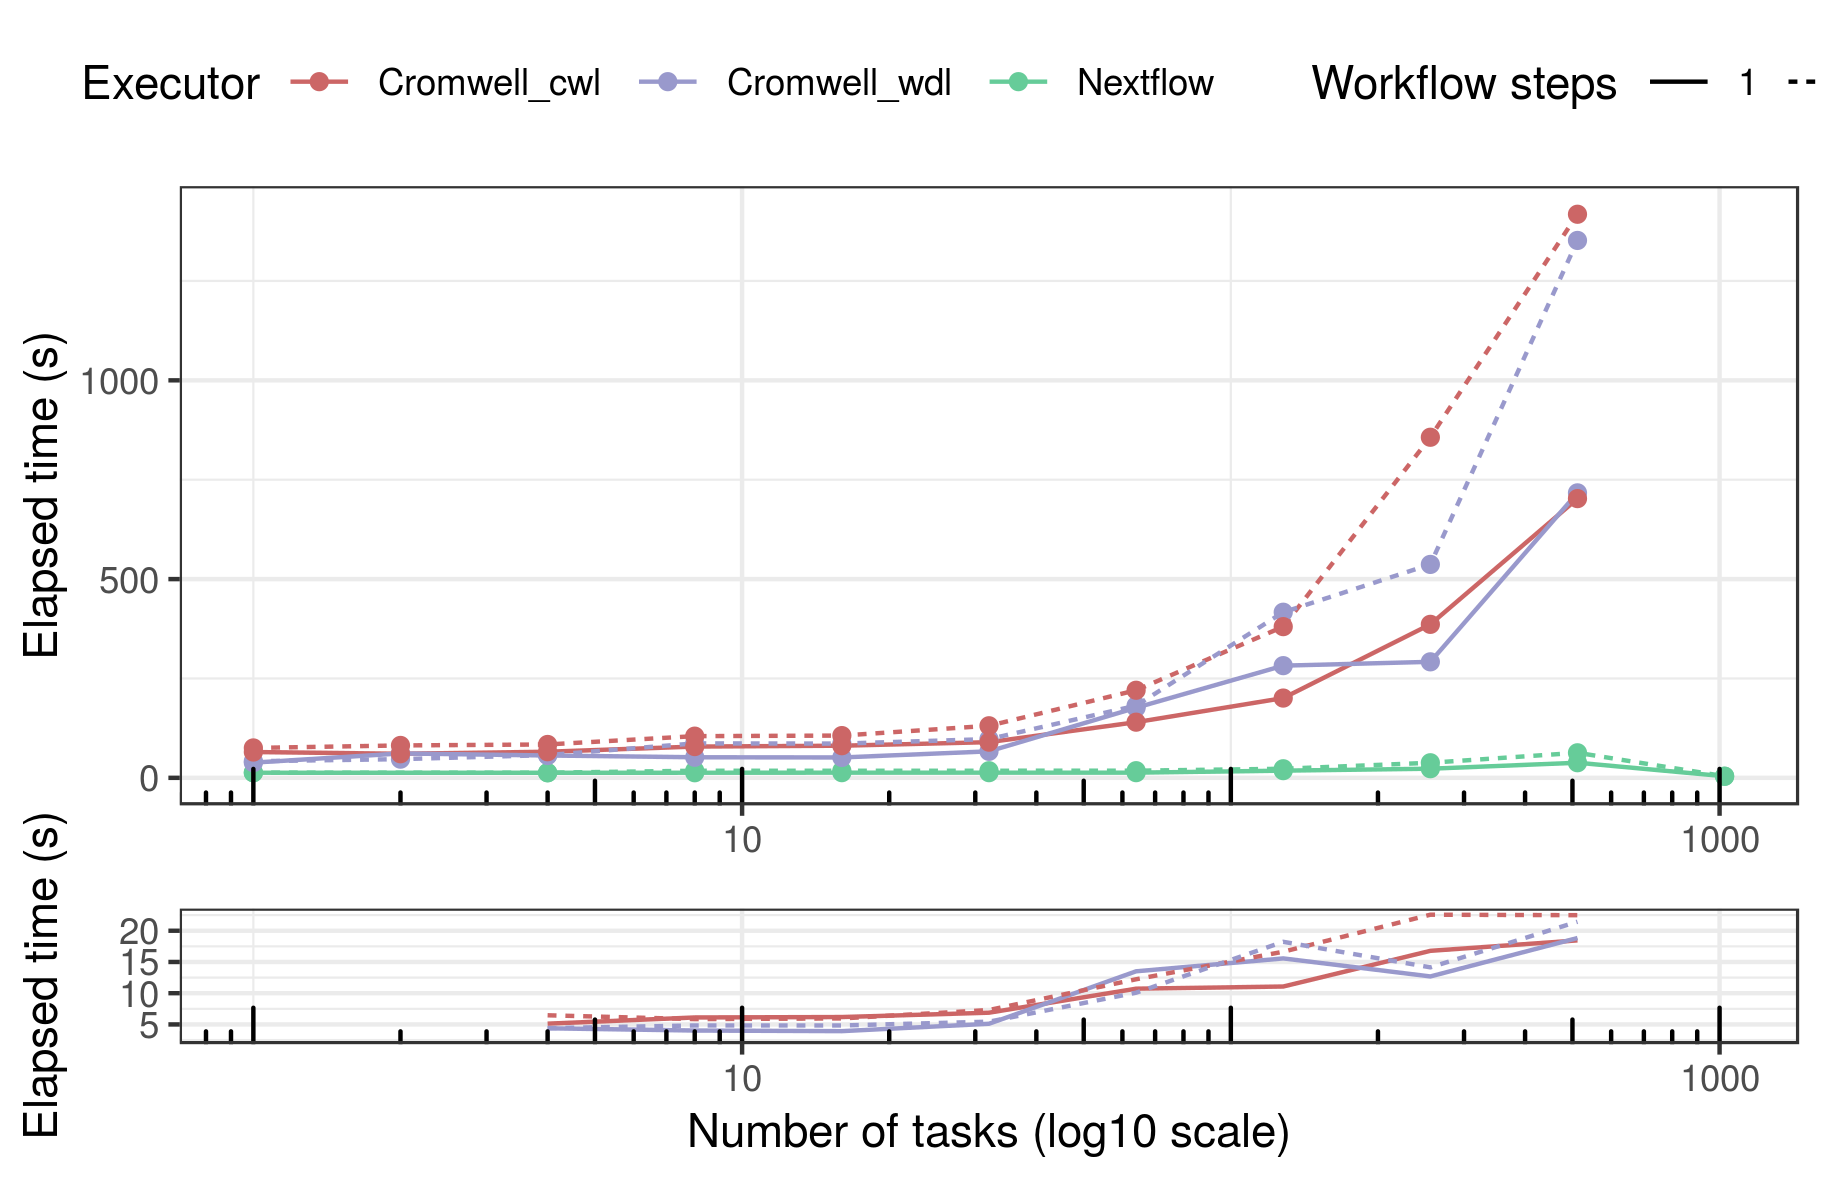 Executor Cromwell_cwl Cromwell_wdl Nextflow Workflow steps 1
Elapsed time (s)
1000
500
0
10 1000
Elapsed time (s)
20
15
10
5
10 1000
Number of tasks (log10 scale)